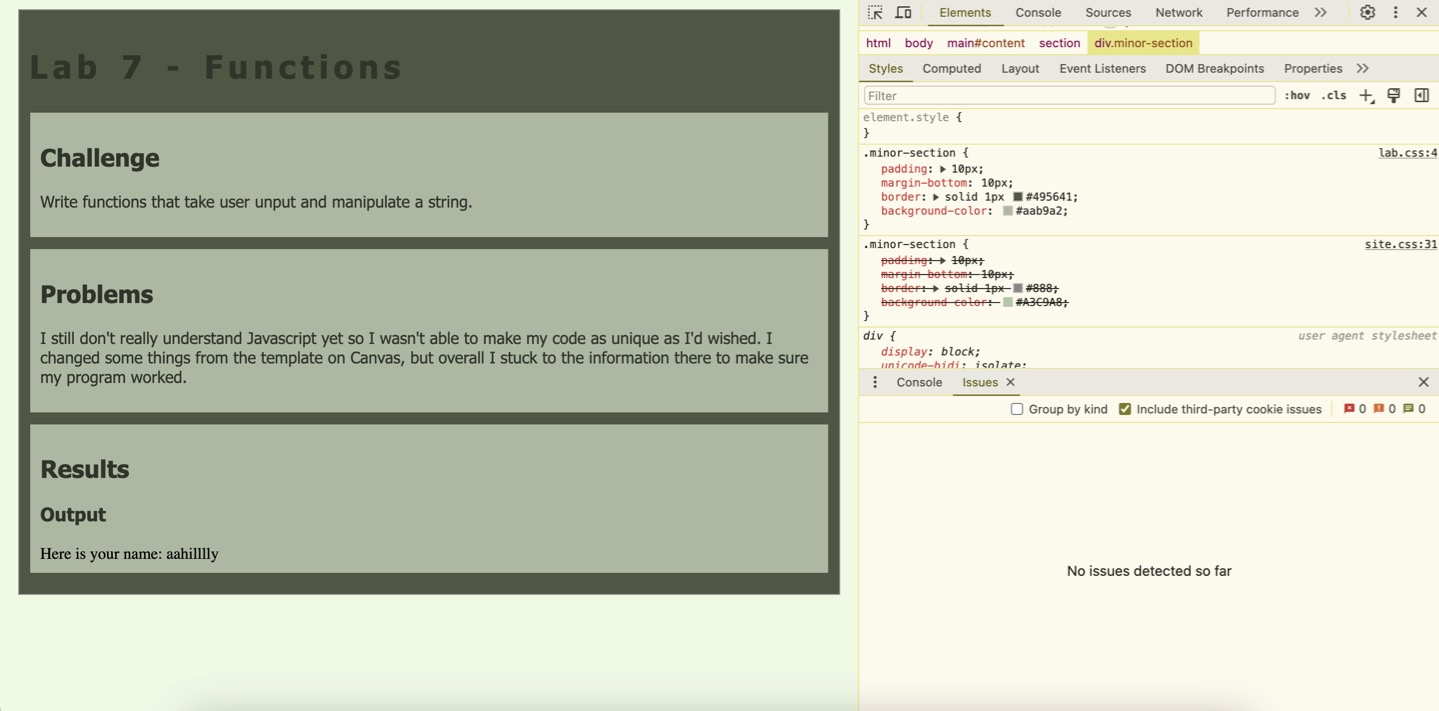 Lab 7 - Functions
Challenge
Write functions that take user unput and manipulate a string.
Problems
I still don't really understand Javascript yet so I wasn't able to make my code as unique as I'd wished. I
changed some things from the template on Canvas, but overall I stuck to the information there to make sure
my program worked.
Results
Output
Here is your name: aahilllly
Elements Console Sources Network Performance
html body main#content section div.minor-section
Styles Computed Layout Event Listeners DOM Breakpoints Properties
Filter :hov .cls
element.style {
}
.minor-section { lab.css:4
padding: 10px;
margin-bottom: 10px;
border: solid 1px #495641;
background-color: #aab9a2;
}
.minor-section { site.css:31
padding: 10px;
margin-bottom: 10px;
border: solid 1px #888;
background-color: #A3C9A8;
}
div { user agent stylesheet
display: block;
unicode-bidi: isolate;
Console Issues
Group by kind Include third-party cookie issues 0 0 0
No issues detected so far